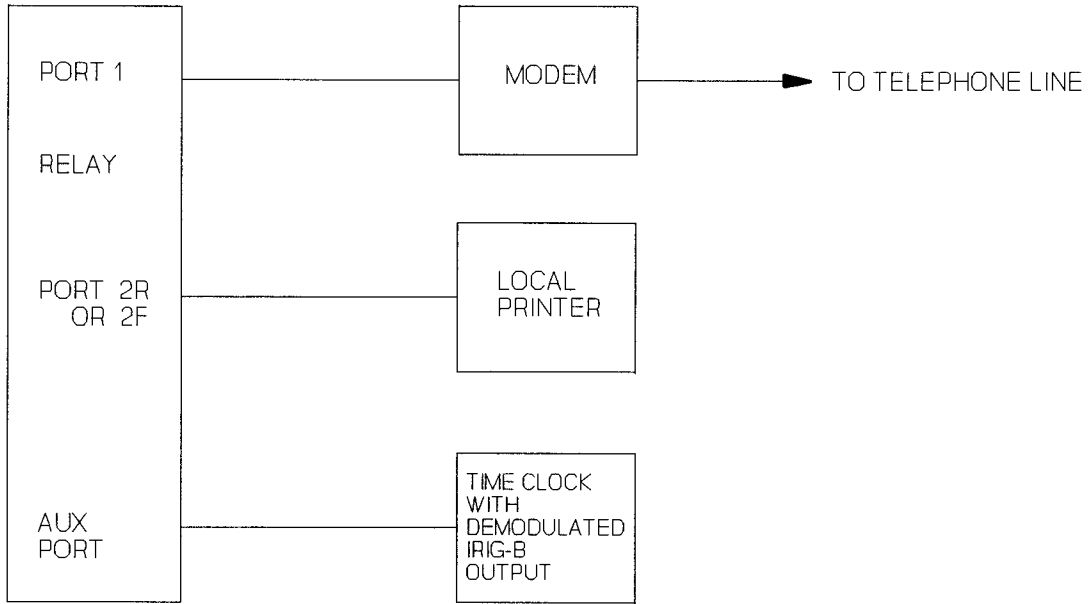 PORT 1
MODEM
TO TELEPHONE LINE
RELAY
PORT 2R
OR 2F
LOCAL
PRINTER
AUX
PORT
TIME CLOCK
WITH
DEMODULATED
IRIG-B
OUTPUT